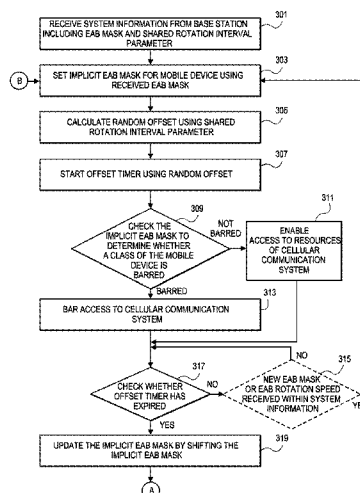 RECEIVE SYSTEM INFORMATION FROM BASE STATION
INCLUDING EAB MASK AND SHARED ROTATION INTERVAL
PARAMETER
301
B
SET IMPLICIT EAB MASK FOR MOBILE DEVICE USING
RECEIVED EAB MASK
303
CALCULATE RANDOM OFFSET USING SHARED
ROTATION INTERVAL PARAMETER
305
START OFFSET TIMER USING RANDOM OFFSET
307
CHECK THE
IMPLICIT EAB MASK TO
DETERMINE WHETHER
A CLASS OF THE MOBILE
DEVICE IS
BARRED
309
NOT
BARRED
ENABLE
ACCESS TO RESOURCES
OF CELLULAR
COMMUNICATION
SYSTEM
311
BARRED
BAR ACCESS TO CELLULAR COMMUNICATION
SYSTEM
313
CHECK WHETHER
OFFSET TIMER HAS
EXPIRED
317
NO
NEW EAB MASK
OR EAB ROTATION SPEED
RECEIVED WITHIN SYSTEM
INFORMATION
315
NO
YES
UPDATE THE IMPLICIT EAB MASK BY SHIFTING THE
IMPLICIT EAB MASK
319
A